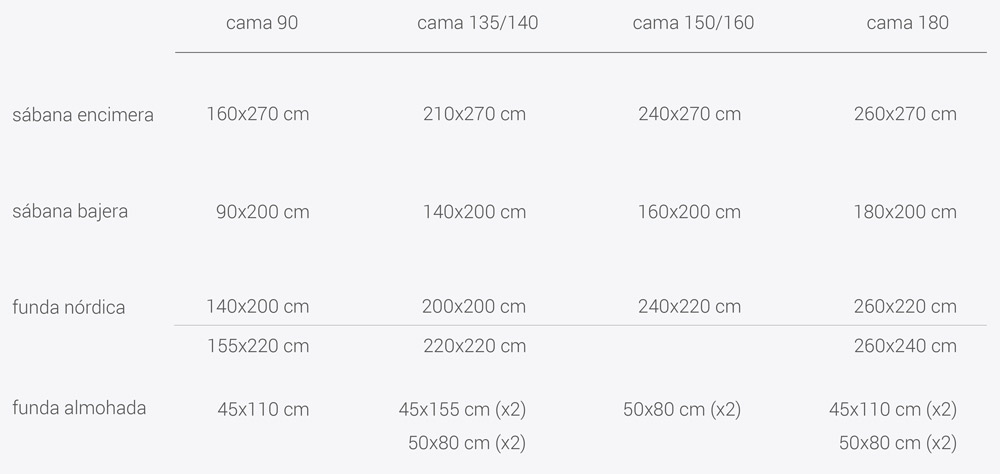 cama 90 cama 135/140 cama 150/160 cama 180
sábana encimera 160x270 cm 210x270 cm 240x270 cm 260x270 cm
sábana bajera 90x200 cm 140x200 cm 160x200 cm 180x200 cm
funda nórdica 140x200 cm 200x200 cm 240x220 cm 260x220 cm
155x220 cm 220x220 cm 260x240 cm
funda almohada 45x110 cm 45x155 cm (x2) 50x80 cm (x2) 45x110 cm (x2)
50x80 cm (x2) 50x80 cm (x2)